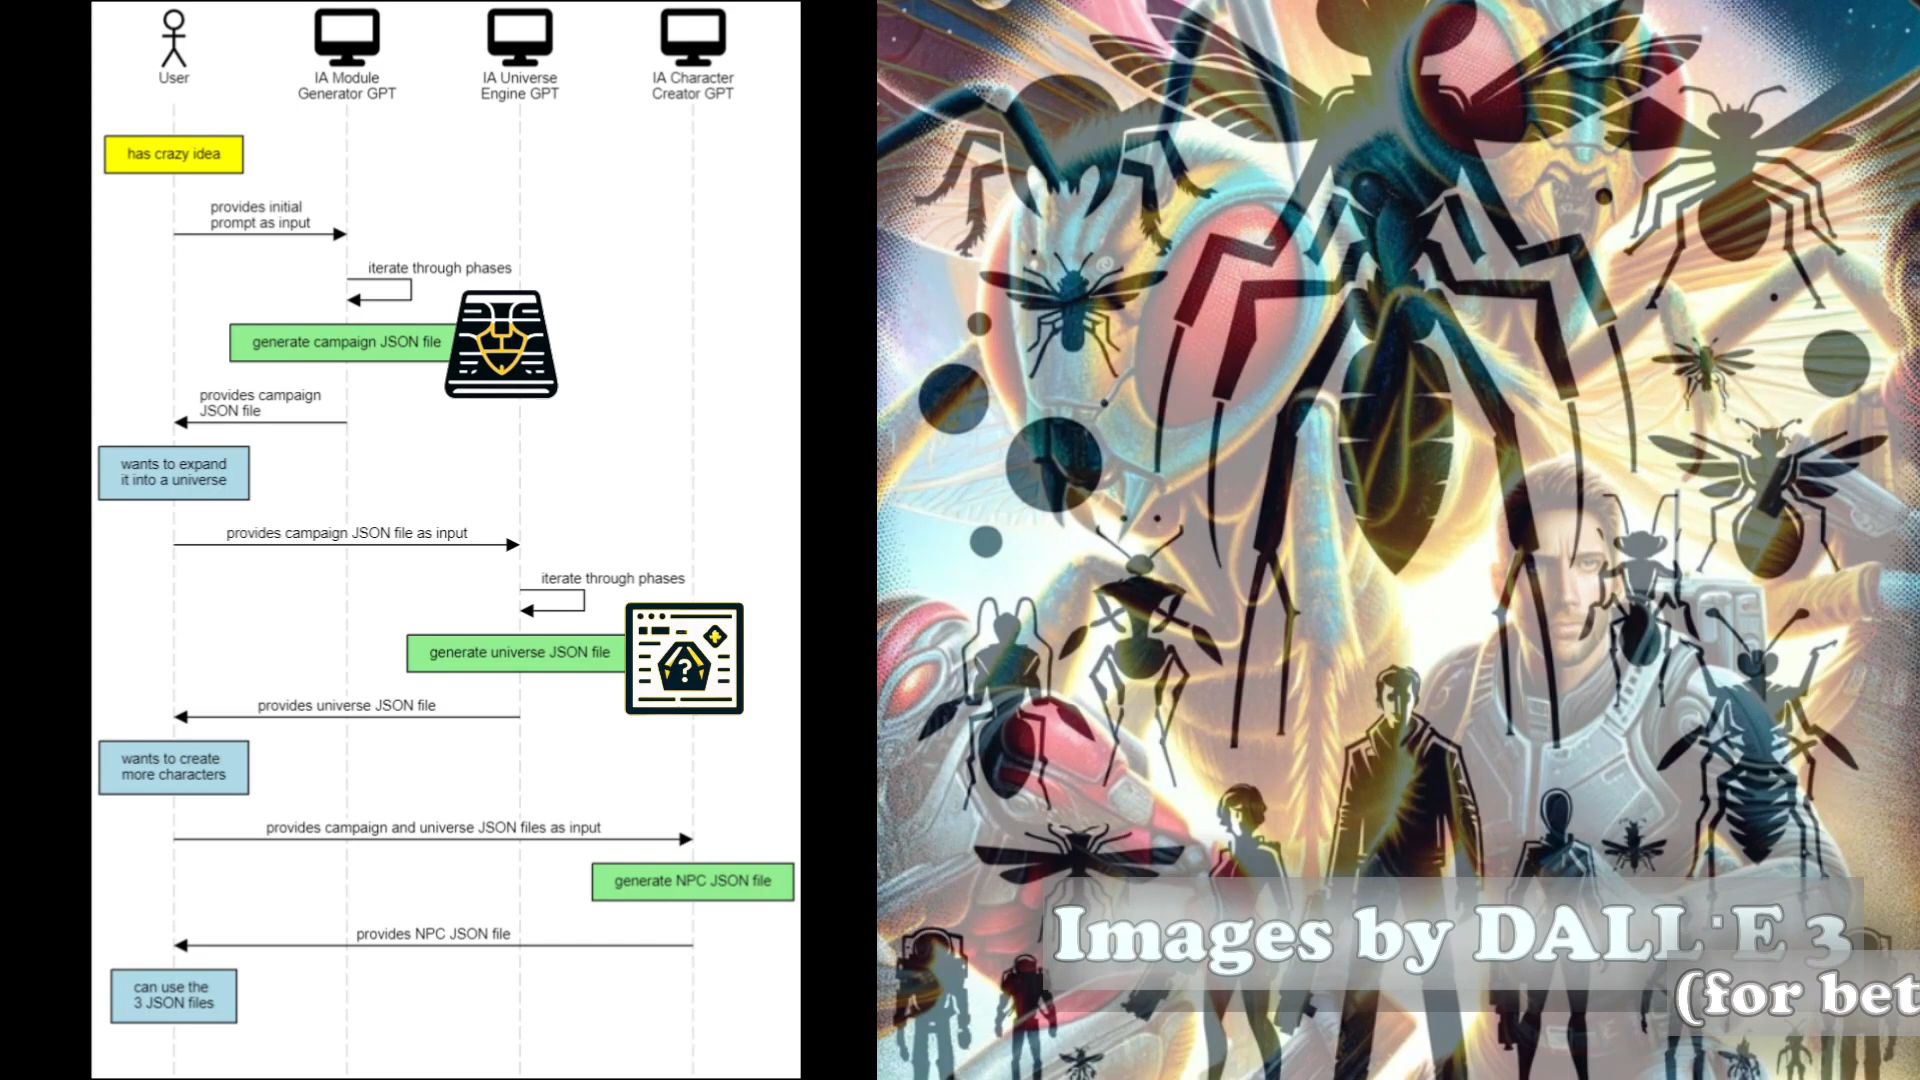 User
IA Module
Generator GPT
IA Universe
Engine GPT
IA Character
Creator GPT
has crazy idea
provides initial
prompt as input
iterate through phases
generate campaign JSON file
provides campaign
JSON file
wants to expand
it into a universe
provides campaign JSON file as input
iterate through phases
generate universe JSON file
?
provides universe JSON file
wants to create
more characters
provides campaign and universe JSON files as input
generate NPC JSON file
provides NPC JSON file
can use the
3 JSON files
Images by DALL·E 3
(for bet